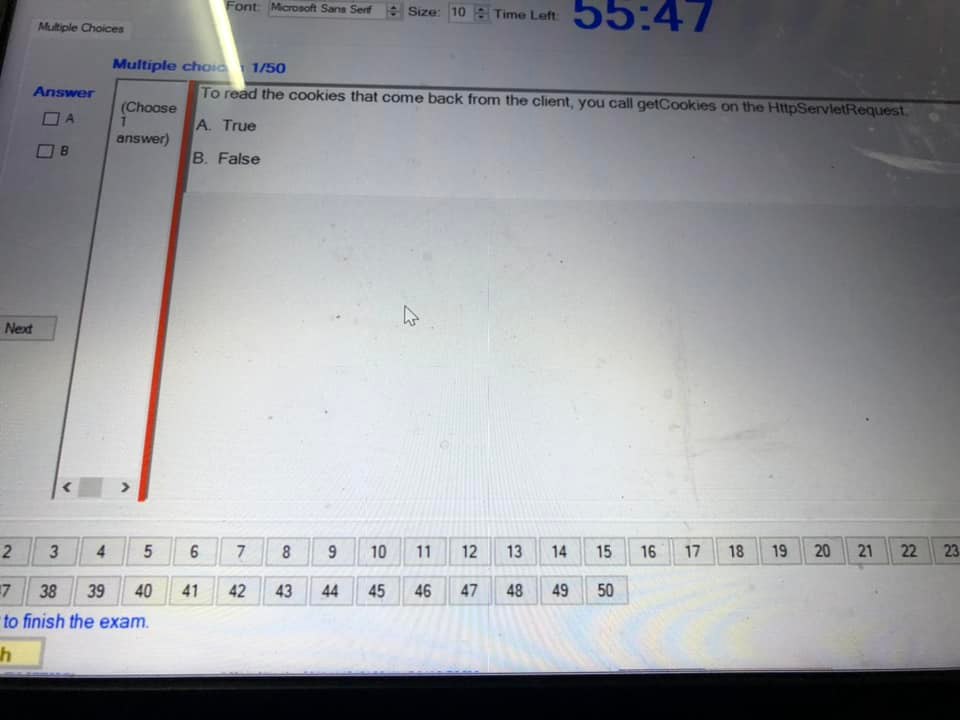 Font: Microsoft Sans Serif Size: 10 Time Left: 55:47
Multiple Choices
Multiple 1/50
Answer
A
B
(Choose
1
answer)
To read the cookies that come back from the client, you call getCookies on the HttpServletRequest.
A. True
B. False
Next
2 3 4 5 6 7 8 9 10 11 12 13 14 15 16 17 18 19 20 21 22 23
38 39 40 41 42 43 44 45 46 47 48 49 50
to finish the exam.
h